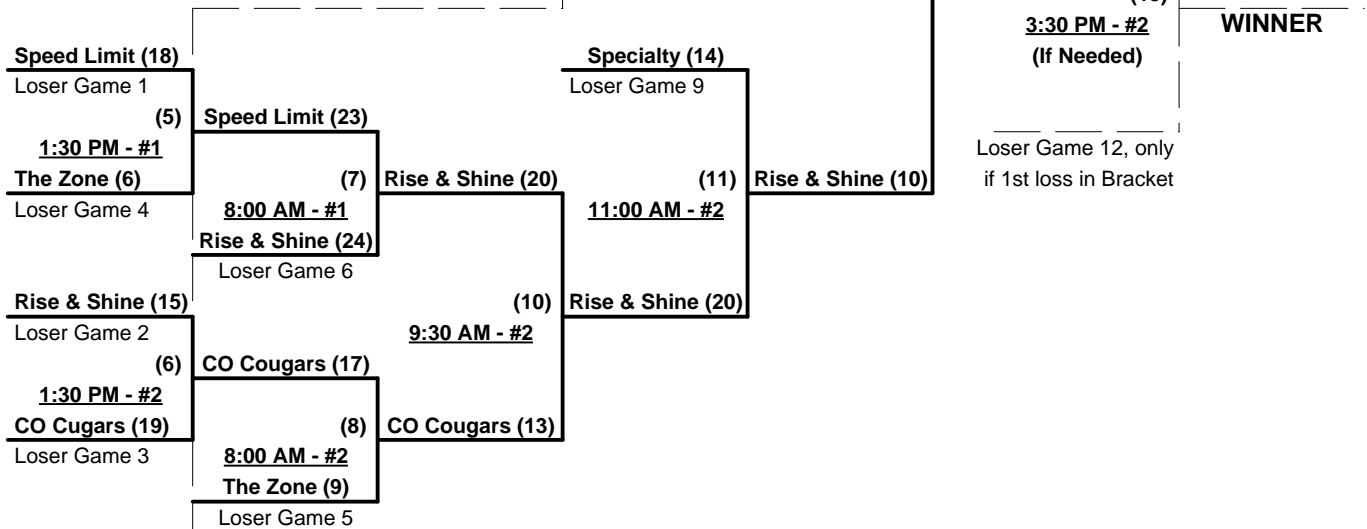 3:30 PM - #2
WINNER
Speed Limit (18)
Specialty (14)
(If Needed)
Loser Game 1
Loser Game 9
(5)
Speed Limit (23)
1:30 PM - #1
Loser Game 12, only
The Zone (6)
(7)
Rise & Shine (20)
(11)
Rise & Shine (10)
if 1st loss in Bracket
Loser Game 4
8:00 AM - #1
11:00 AM - #2
Rise & Shine (24)
Loser Game 6
Rise & Shine (15)
(10)
Rise & Shine (20)
Loser Game 2
9:30 AM - #2
(6)
CO Cougars (17)
1:30 PM - #2
CO Cugars (19)
(8)
CO Cougars (13)
Loser Game 3
8:00 AM - #2
The Zone (9)
Loser Game 5